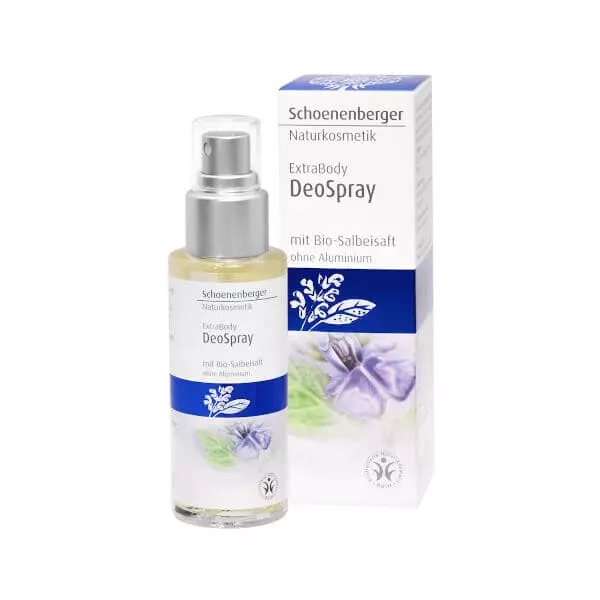 Schoenenberger
Naturkosmetik
ExtraBody
DeoSpray
mit Bio-Salbeisaft
ohne Aluminium
Schoenenberger
Naturkosmetik
ExtraBody
DeoSpray
mit Bio-Salbeisaft
ohne Aluminium